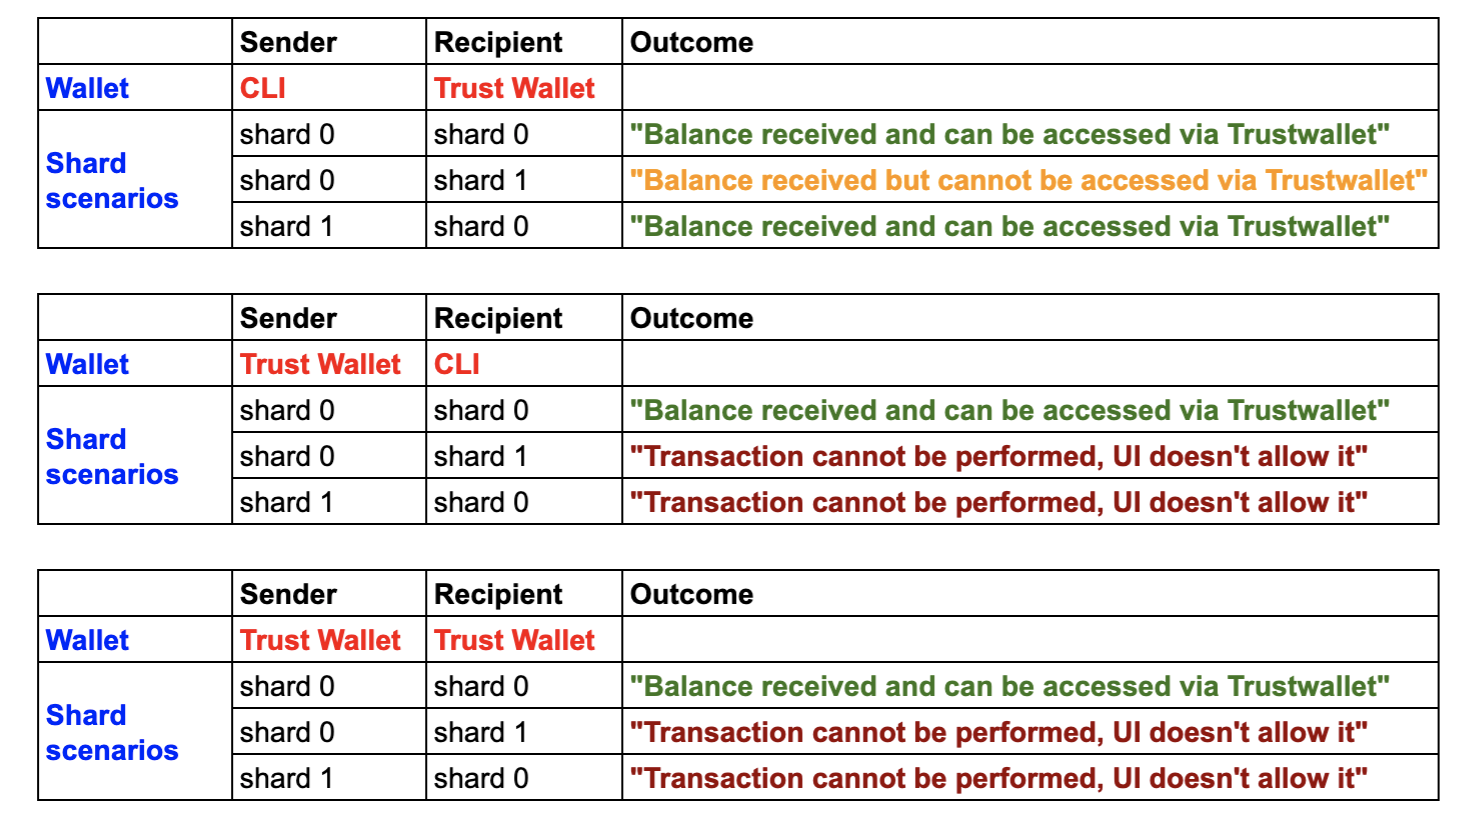 Sender Recipient Outcome
Wallet CLI Trust Wallet
Shard scenarios
shard 0 shard 0 "Balance received and can be accessed via Trustwallet"
shard 0 shard 1 "Balance received but cannot be accessed via Trustwallet"
shard 1 shard 0 "Balance received and can be accessed via Trustwallet"
Sender Recipient Outcome
Wallet Trust Wallet CLI
Shard scenarios
shard 0 shard 0 "Balance received and can be accessed via Trustwallet"
shard 0 shard 1 "Transaction cannot be performed, UI doesn't allow it"
shard 1 shard 0 "Transaction cannot be performed, UI doesn't allow it"
Sender Recipient Outcome
Wallet Trust Wallet Trust Wallet
Shard scenarios
shard 0 shard 0 "Balance received and can be accessed via Trustwallet"
shard 0 shard 1 "Transaction cannot be performed, UI doesn't allow it"
shard 1 shard 0 "Transaction cannot be performed, UI doesn't allow it"